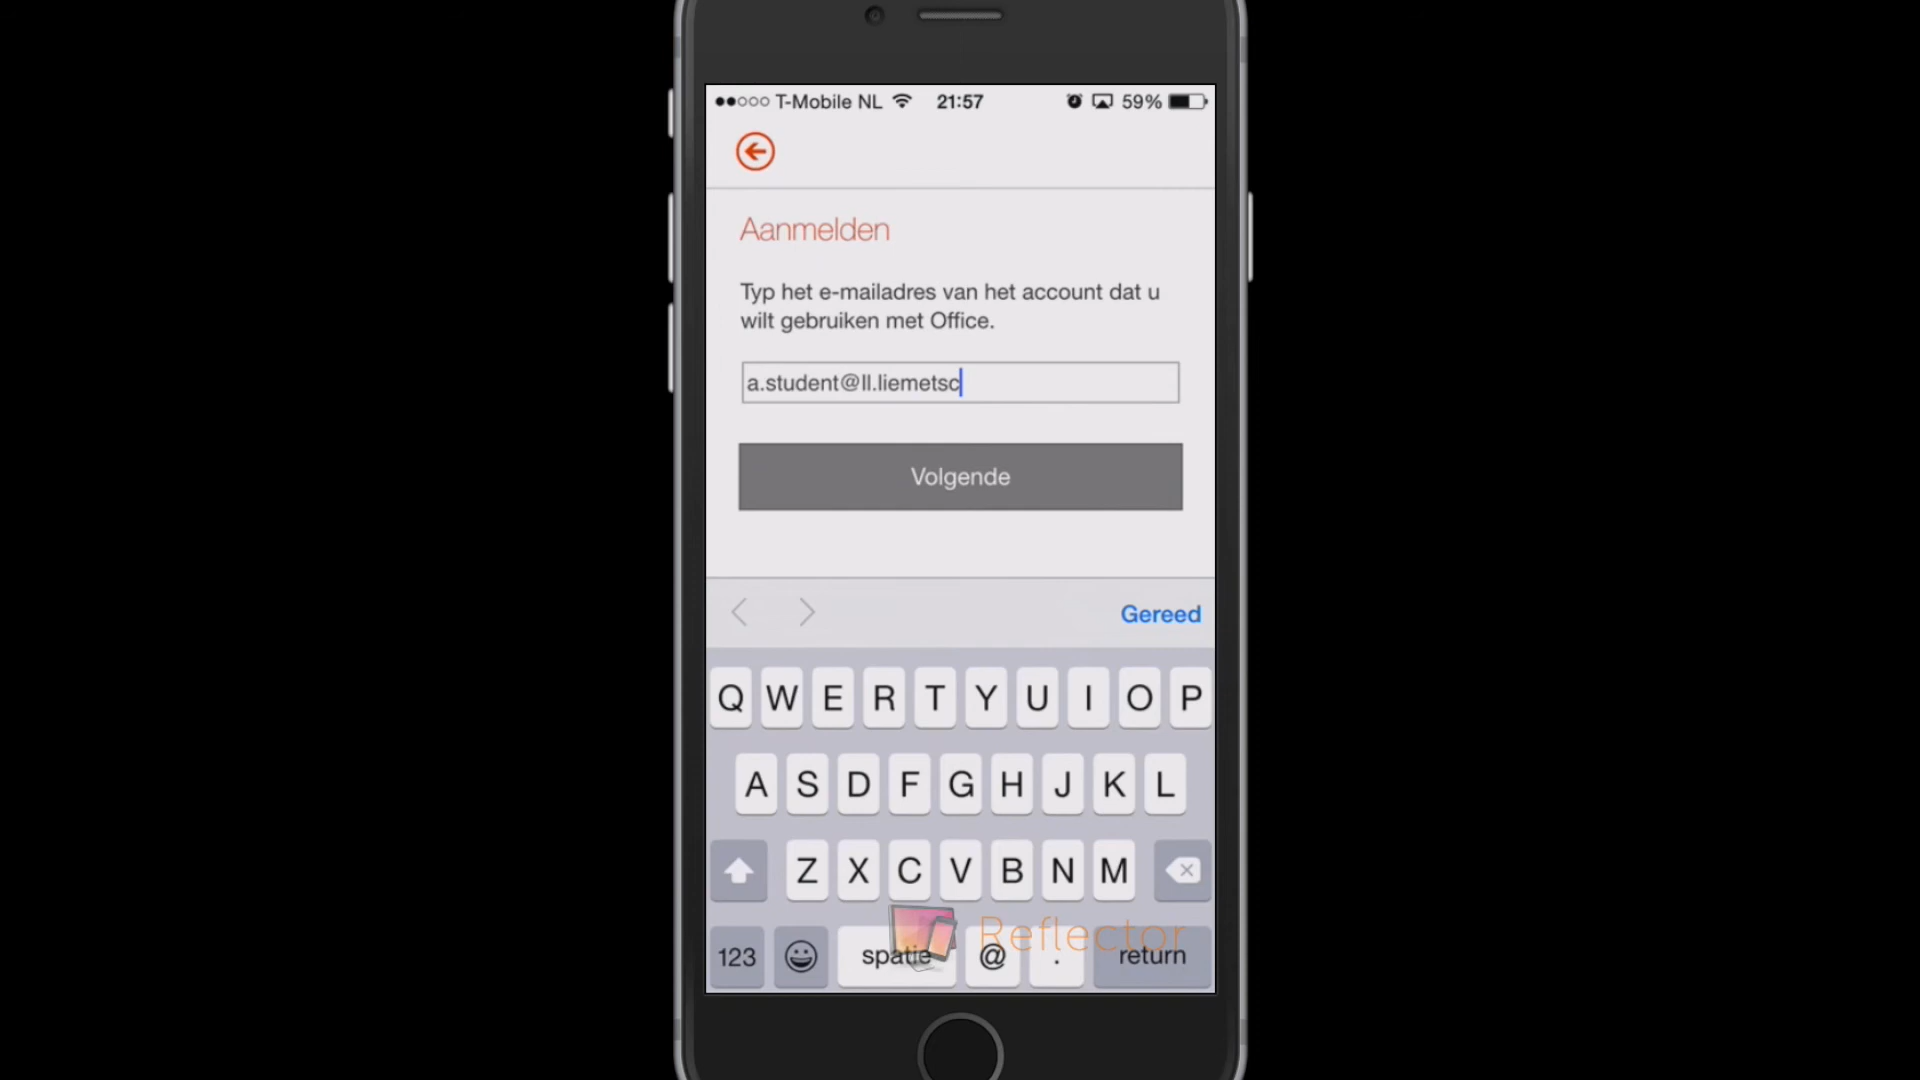 T-Mobile NL 21:57 59%
Aanmelden
Typ het e-mailadres van het account dat u
wilt gebruiken met Office.
a.student@ll.liemetsc
Volgende
Gereed
Q W E R T Y U I O P
A S D F G H J K L
Z X C V B N M
Reflector
123 spatie @ . return